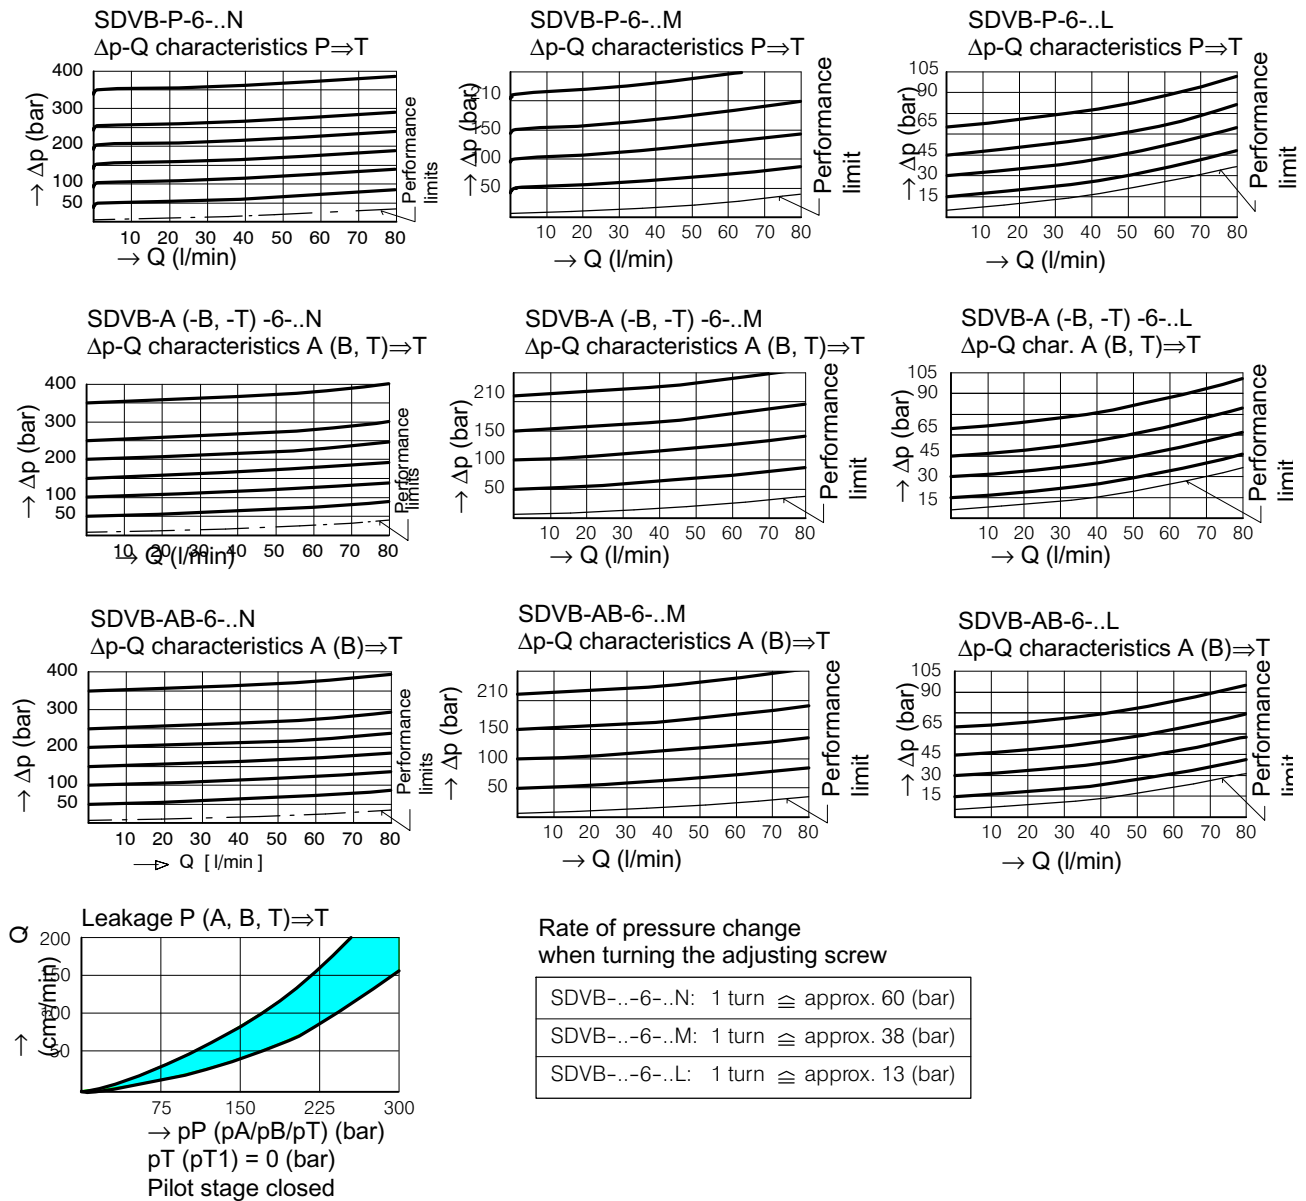 SDVB-P-6-..N
Δp-Q characteristics P⇒T
→ Δp (bar)
400
300
200
100
50
10 20 30 40 50 60 70 80
→ Q (l/min)
Performance
limits
SDVB-P-6-..M
Δp-Q characteristics P⇒T
→ Δp (bar)
210
150
100
50
10 20 30 40 50 60 70 80
→ Q (l/min)
Performance
limit
SDVB-P-6-..L
Δp-Q characteristics P⇒T
→ Δp (bar)
105
90
65
45
30
15
10 20 30 40 50 60 70 80
→ Q (l/min)
Performance
limit
SDVB-A (-B, -T) -6-..N
Δp-Q characteristics A (B, T)⇒T
→ Δp (bar)
400
300
200
100
50
10 20 30 40 50 60 70 80
→ Q (l/min)
Performance
limits
SDVB-A (-B, -T) -6-..M
Δp-Q characteristics A (B, T)⇒T
→ Δp (bar)
210
150
100
50
10 20 30 40 50 60 70 80
→ Q (l/min)
Performance
limit
SDVB-A (-B, -T) -6-..L
Δp-Q char. A (B, T)⇒T
→ Δp (bar)
105
90
65
45
30
15
10 20 30 40 50 60 70 80
→ Q (l/min)
Performance
limit
SDVB-AB-6-..N
Δp-Q characteristics A (B)⇒T
→ Δp (bar)
400
300
200
100
50
10 20 30 40 50 60 70 80
→ Q [ l/min ]
Performance
limits
SDVB-AB-6-..M
Δp-Q characteristics A (B)⇒T
→ Δp (bar)
210
150
100
50
10 20 30 40 50 60 70 80
→ Q (l/min)
Performance
limit
SDVB-AB-6-..L
Δp-Q characteristics A (B)⇒T
→ Δp (bar)
105
90
65
45
30
15
10 20 30 40 50 60 70 80
→ Q (l/min)
Performance
limit
Leakage P (A, B, T)⇒T
→ Q
200
150
100
50
75 150 225 300
→ pP (pA/pB/pT) (bar)
pT (pT1) = 0 (bar)
Pilot stage closed
Rate of pressure change
when turning the adjusting screw
SDVB-..-6-..N: 1 turn ≙ approx. 60 (bar)
SDVB-..-6-..M: 1 turn ≙ approx. 38 (bar)
SDVB-..-6-..L: 1 turn ≙ approx. 13 (bar)